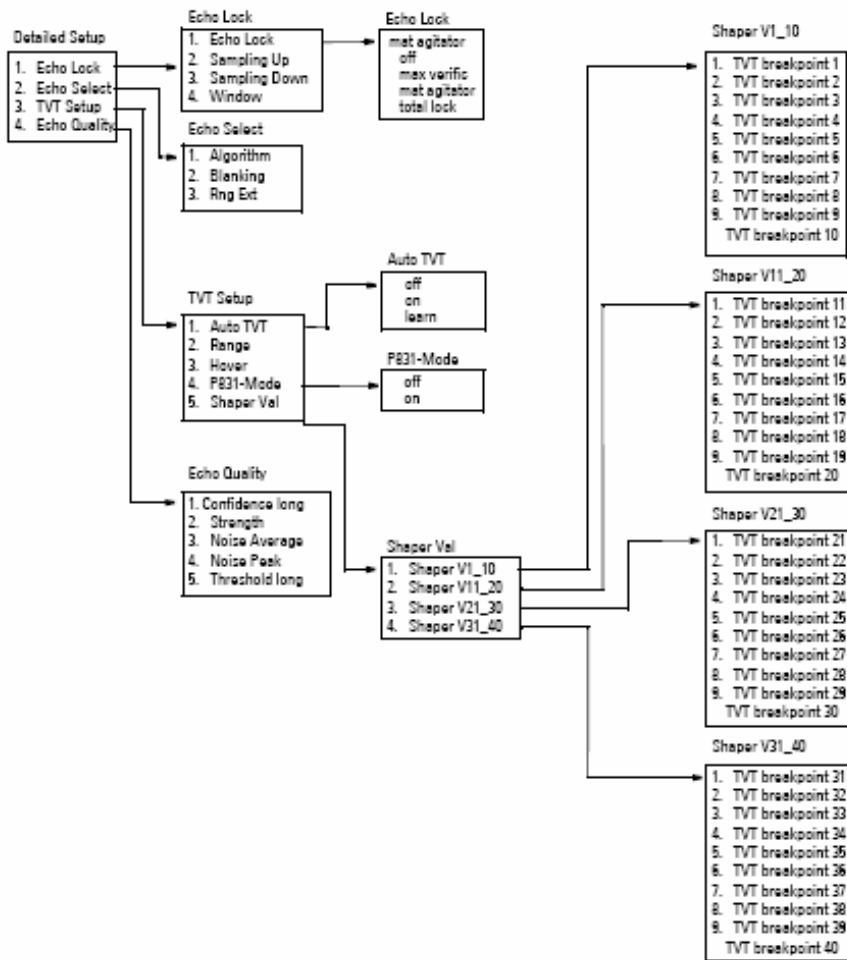 Detailed Setup
1. Echo Lock
2. Echo Select
3. TVT Setup
4. Echo Quality
Echo Lock
1. Echo Lock
2. Sampling Up
3. Sampling Down
4. Window
Echo Lock
mat agitator
off
max verific
mat agitator
total lock
Echo Select
1. Algorithm
2. Blanking
3. Rng Ext
TVT Setup
1. Auto TVT
2. Range
3. Hover
4. P831-Mode
5. Shaper Val
Auto TVT
off
on
learn
P831-Mode
off
on
Echo Quality
1. Confidence long
2. Strength
3. Noise Average
4. Noise Peak
5. Threshold long
Shaper Val
1. Shaper V1_10
2. Shaper V11_20
3. Shaper V21_30
4. Shaper V31_40
Shaper V1_10
1. TVT breakpoint 1
2. TVT breakpoint 2
3. TVT breakpoint 3
4. TVT breakpoint 4
5. TVT breakpoint 5
6. TVT breakpoint 6
7. TVT breakpoint 7
8. TVT breakpoint 8
9. TVT breakpoint 9
TVT breakpoint 10
Shaper V11_20
1. TVT breakpoint 11
2. TVT breakpoint 12
3. TVT breakpoint 13
4. TVT breakpoint 14
5. TVT breakpoint 15
6. TVT breakpoint 16
7. TVT breakpoint 17
8. TVT breakpoint 18
9. TVT breakpoint 19
TVT breakpoint 20
Shaper V21_30
1. TVT breakpoint 21
2. TVT breakpoint 22
3. TVT breakpoint 23
4. TVT breakpoint 24
5. TVT breakpoint 25
6. TVT breakpoint 26
7. TVT breakpoint 27
8. TVT breakpoint 28
9. TVT breakpoint 29
TVT breakpoint 30
Shaper V31_40
1. TVT breakpoint 31
2. TVT breakpoint 32
3. TVT breakpoint 33
4. TVT breakpoint 34
5. TVT breakpoint 35
6. TVT breakpoint 36
7. TVT breakpoint 37
8. TVT breakpoint 38
9. TVT breakpoint 39
TVT breakpoint 40